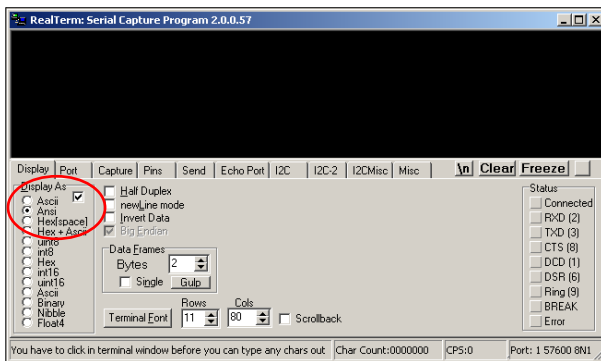 RealTerm: Serial Capture Program 2.0.0.57
Display Port Capture Pins Send Echo Port I2C I2C-2 I2CMisc Misc \n Clear Freeze
Display As
Ascii
Ansi
Hex[space]
Hex + Ascii
uint8
int8
Hex
int16
uint16
Ascii
Binary
Nibble
Float4
Half Duplex
newLine mode
Invert Data
Big Endian
Data Frames
Bytes 2
Single Gulp
Rows Cols
Terminal Font 11 80 Scrollback
Status
Connected
RXD (2)
TXD (3)
CTS (8)
DCD (1)
DSR (6)
Ring (9)
BREAK
Error
You have to click in terminal window before you can type any chars out Char Count:0000000 CPS:0 Port: 1 57600 8N1